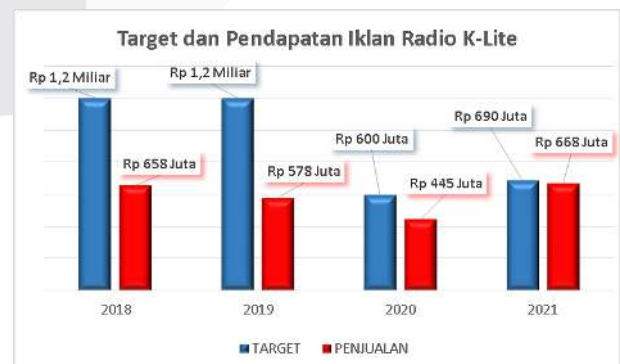 Target dan Pendapatan Iklan Radio K-Lite
Rp 1,2 Miliar
Rp 1,2 Miliar
Rp 658 Juta
Rp 578 Juta
Rp 600 Juta
Rp 445 Juta
Rp 690 Juta
Rp 668 Juta
2018 2019 2020 2021
TARGET PENJUALAN